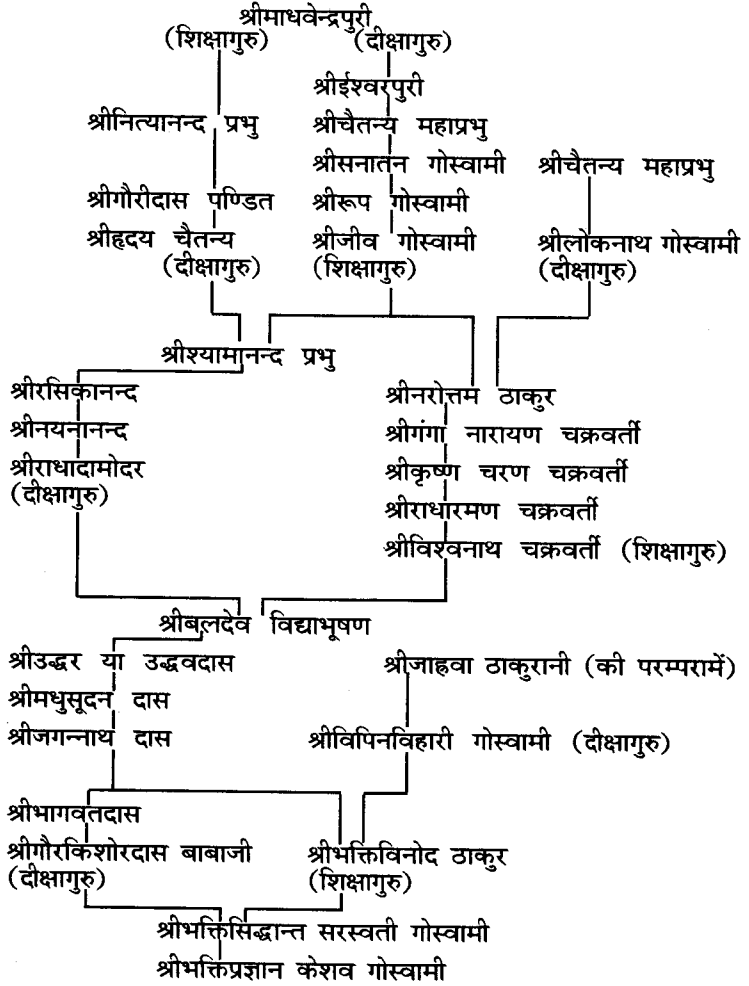 श्रीमाधवेन्द्रपुरी
(शिक्षागुरु) (दीक्षागुरु)
श्रीईश्वरपुरी
श्रीनित्यानन्द प्रभु श्रीचैतन्य महाप्रभु
श्रीसनातन गोस्वामी श्रीचैतन्य महाप्रभु
श्रीगौरीदास पण्डित श्रीरूप गोस्वामी
श्रीहृदय चैतन्य श्रीजीव गोस्वामी श्रीलोकनाथ गोस्वामी
(दीक्षागुरु) (शिक्षागुरु) (दीक्षागुरु)
श्रीश्यामानन्द प्रभु
श्रीरसिकानन्द श्रीनरोत्तम ठाकुर
श्रीनयनानन्द श्रीगंगा नारायण चक्रवर्ती
श्रीराधादामोदर श्रीकृष्ण चरण चक्रवर्ती
(दीक्षागुरु) श्रीराधारमण चक्रवर्ती
श्रीविश्वनाथ चक्रवर्ती (शिक्षागुरु)
श्रीबलदेव विद्याभूषण
श्रीउद्धर या उद्धवदास श्रीजाह्रवा ठाकुरानी (की परम्परामें)
श्रीमधुसूदन दास
श्रीजगन्नाथ दास श्रीविपिनविहारी गोस्वामी (दीक्षागुरु)
श्रीभागवतदास
श्रीगौरकिशोरदास बाबाजी श्रीभक्तिविनोद ठाकुर
(दीक्षागुरु) (शिक्षागुरु)
श्रीभक्तिसिद्धान्त सरस्वती गोस्वामी
श्रीभक्तिप्रज्ञान केशव गोस्वामी